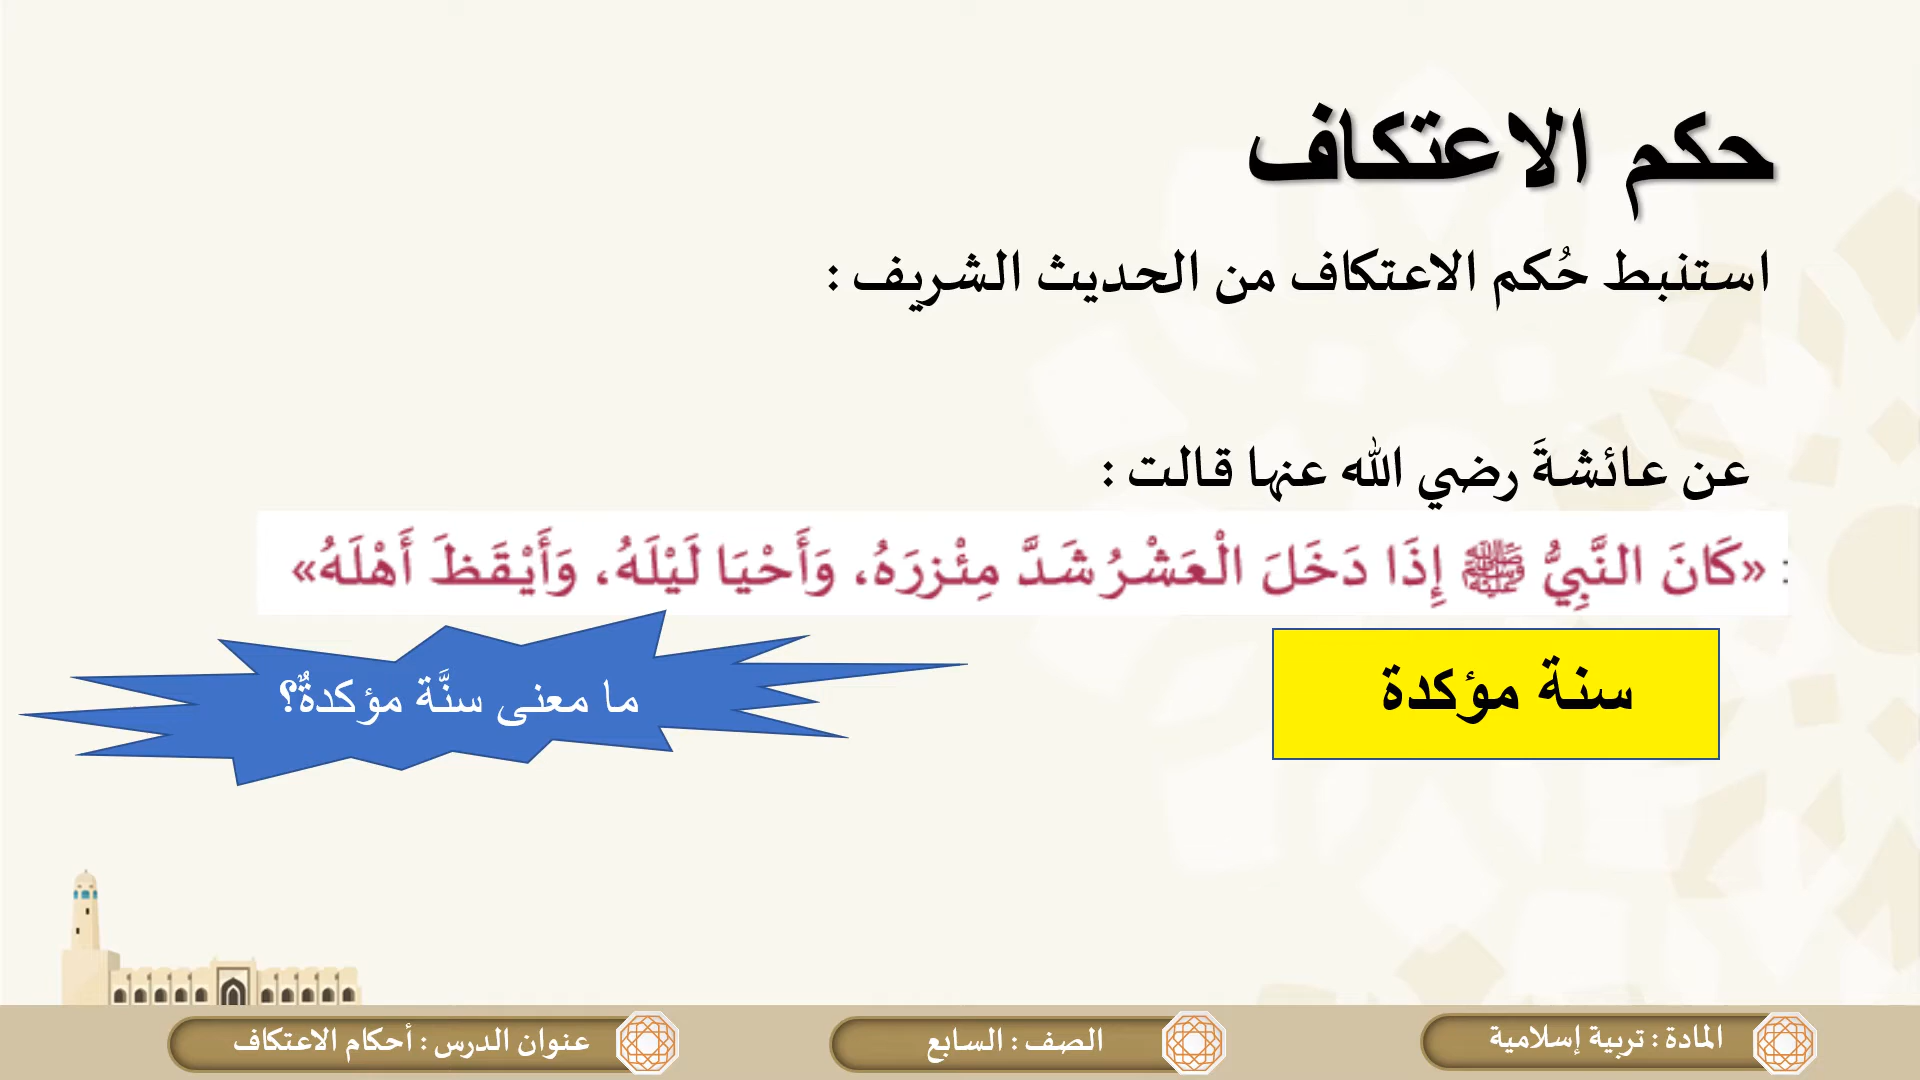 حكم الاعتكاف
استنبط حُكم الاعتكاف من الحديث الشريف :
عن عائشةَ رضي الله عنها قالت :
: «كَانَ النَّبِيُّ ﷺ إِذَا دَخَلَ الْعَشْرُ شَدَّ مِئْزرَهُ، وَأَحْيَا لَيْلَهُ، وَأَيْقَظَ أَهْلَهُ»
سنة مؤكدة
ما معنى سنَّة مؤكدةٌ؟
المادة : تربية إسلامية
الصف : السابع
عنوان الدرس : أحكام الاعتكاف